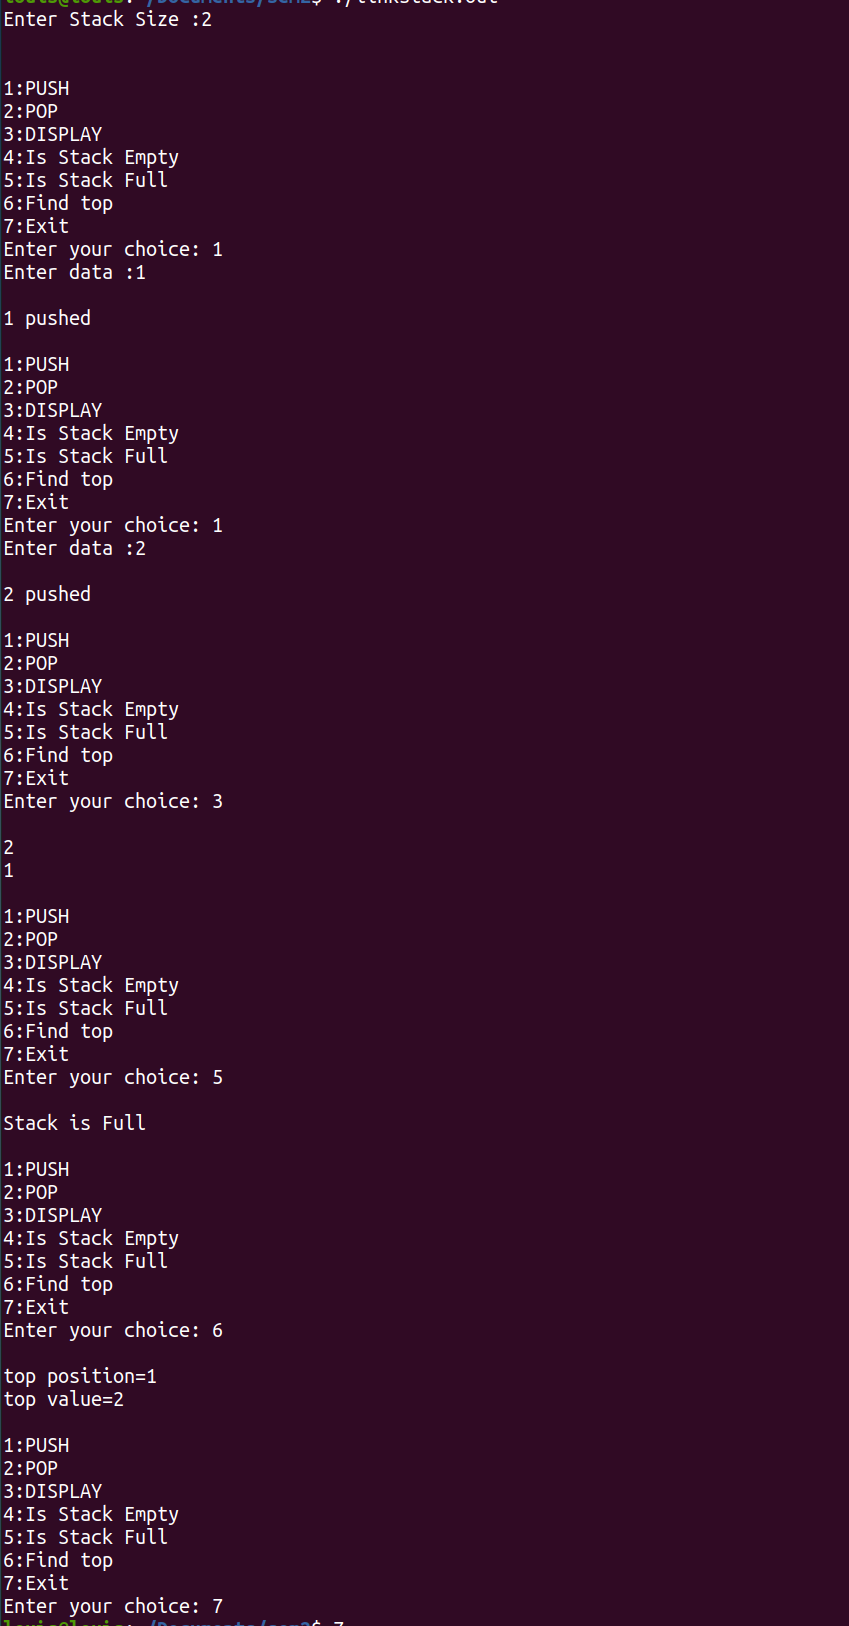 Enter Stack Size :2
1:PUSH
2:POP
3:DISPLAY
4:Is Stack Empty
5:Is Stack Full
6:Find top
7:Exit
Enter your choice: 1
Enter data :1
1 pushed
1:PUSH
2:POP
3:DISPLAY
4:Is Stack Empty
5:Is Stack Full
6:Find top
7:Exit
Enter your choice: 1
Enter data :2
2 pushed
1:PUSH
2:POP
3:DISPLAY
4:Is Stack Empty
5:Is Stack Full
6:Find top
7:Exit
Enter your choice: 3
2
1
1:PUSH
2:POP
3:DISPLAY
4:Is Stack Empty
5:Is Stack Full
6:Find top
7:Exit
Enter your choice: 5
Stack is Full
1:PUSH
2:POP
3:DISPLAY
4:Is Stack Empty
5:Is Stack Full
6:Find top
7:Exit
Enter your choice: 6
top position=1
top value=2
1:PUSH
2:POP
3:DISPLAY
4:Is Stack Empty
5:Is Stack Full
6:Find top
7:Exit
Enter your choice: 7